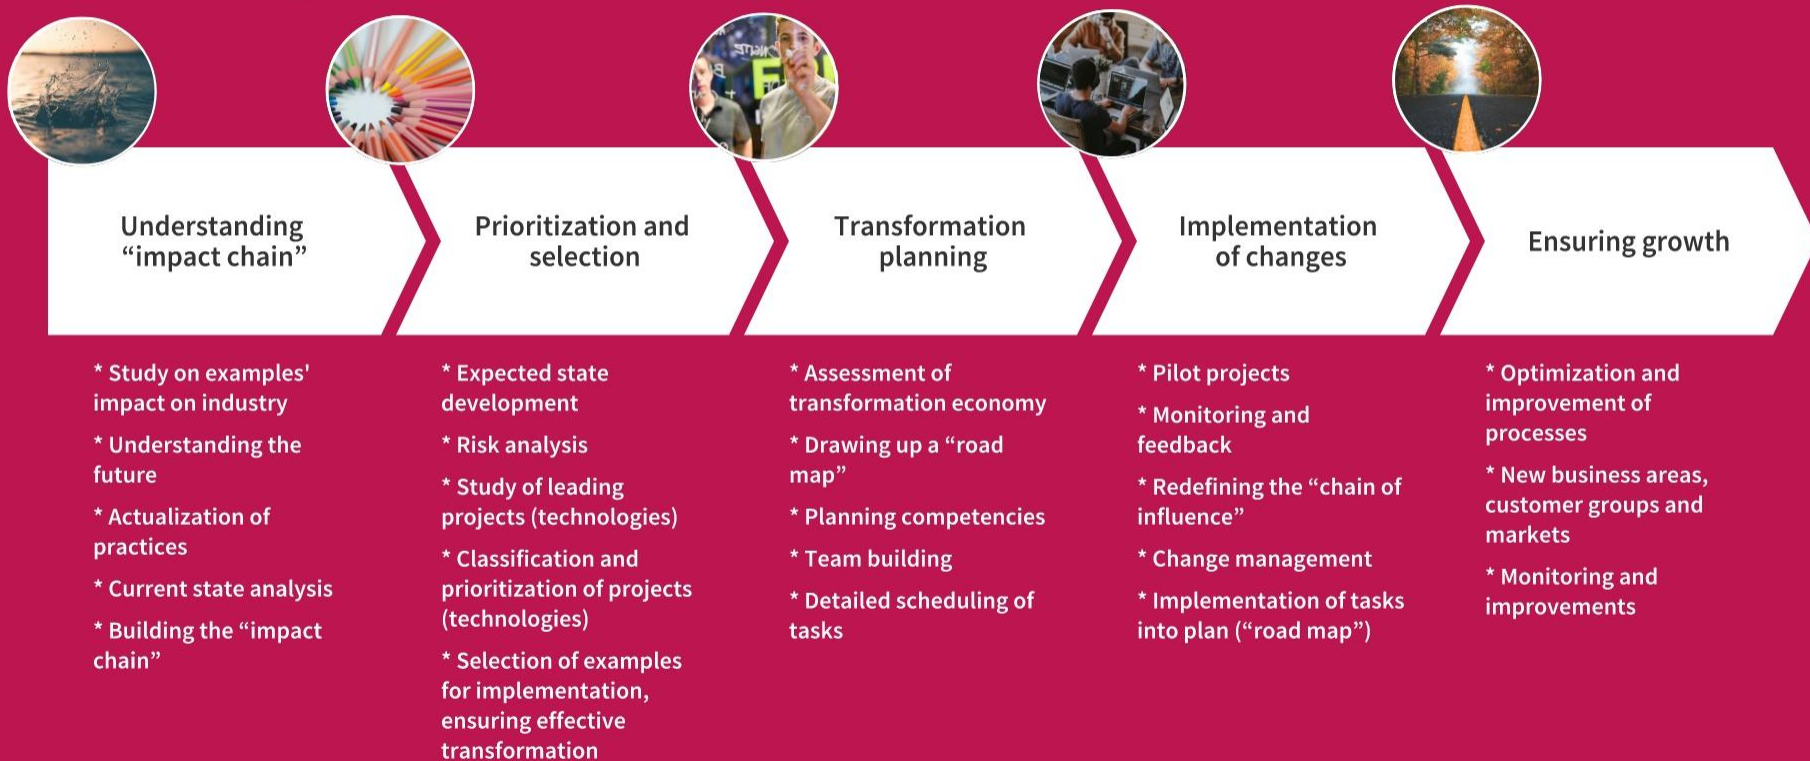 Understanding
“impact chain”
Prioritization and
selection
Transformation
planning
Implementation
of changes
Ensuring growth
* Study on examples'
impact on industry
* Understanding the
future
* Actualization of
practices
* Current state analysis
* Building the “impact
chain”
* Expected state
development
* Risk analysis
* Study of leading
projects (technologies)
* Classification and
prioritization of projects
(technologies)
* Selection of examples
for implementation,
ensuring effective
transformation
* Assessment of
transformation economy
* Drawing up a “road
map”
* Planning competencies
* Team building
* Detailed scheduling of
tasks
* Pilot projects
* Monitoring and
feedback
* Redefining the “chain of
influence”
* Change management
* Implementation of tasks
into plan (“road map”)
* Optimization and
improvement of
processes
* New business areas,
customer groups and
markets
* Monitoring and
improvements